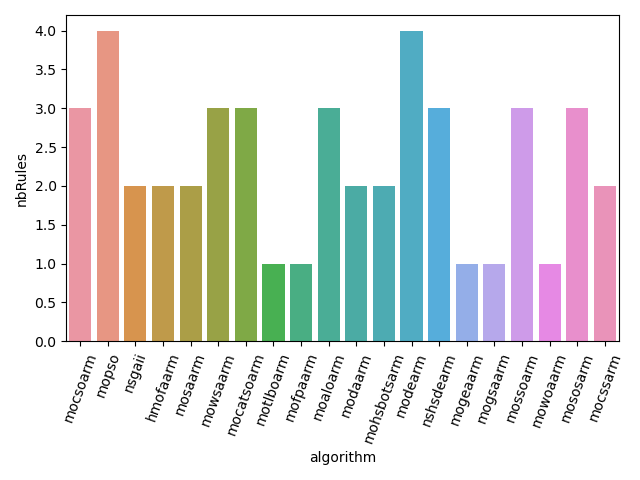 4.0
3.5
3.0
2.5
2.0
1.5
1.0
0.5
0.0
nbRules
mocsoarm
mopso
nsgaii
hmofaarm
mosaarm
mowsaarm
mocatsoarm
motlboarm
mofpaarm
moaloarm
modaarm
mohsbotsarm
modearm
nshsdearm
mogeaarm
mogsaarm
mossoarm
mowoaarm
mososarm
mocssarm
algorithm